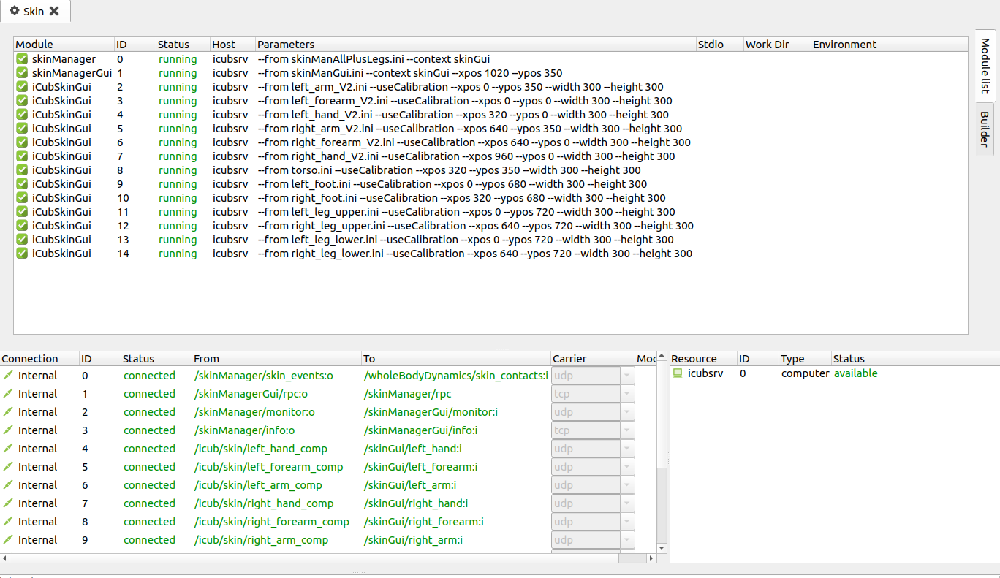 Skin
Module ID Status Host Parameters Stdio Work Dir Environment
skinManager 0 running icubsrv --from skinManAllPlusLegs.ini --context skinGui
skinManagerGui 1 running icubsrv --from skinManGui.ini --context skinGui --xpos 1020 --ypos 350
iCubSkinGui 2 running icubsrv --from left_arm_V2.ini --useCalibration --xpos 0 --ypos 350 --width 300 --height 300
iCubSkinGui 3 running icubsrv --from left_forearm_V2.ini --useCalibration --xpos 0 --ypos 0 --width 300 --height 300
iCubSkinGui 4 running icubsrv --from left_hand_V2.ini --useCalibration --xpos 320 --ypos 0 --width 300 --height 300
iCubSkinGui 5 running icubsrv --from right_arm_V2.ini --useCalibration --xpos 640 --ypos 350 --width 300 --height 300
iCubSkinGui 6 running icubsrv --from right_forearm_V2.ini --useCalibration --xpos 640 --ypos 0 --width 300 --height 300
iCubSkinGui 7 running icubsrv --from right_hand_V2.ini --useCalibration --xpos 960 --ypos 0 --width 300 --height 300
iCubSkinGui 8 running icubsrv --from torso.ini --useCalibration --xpos 320 --ypos 350 --width 300 --height 300
iCubSkinGui 9 running icubsrv --from left_foot.ini --useCalibration --xpos 0 --ypos 680 --width 300 --height 300
iCubSkinGui 10 running icubsrv --from right_foot.ini --useCalibration --xpos 320 --ypos 680 --width 300 --height 300
iCubSkinGui 11 running icubsrv --from left_leg_upper.ini --useCalibration --xpos 0 --ypos 720 --width 300 --height 300
iCubSkinGui 12 running icubsrv --from right_leg_upper.ini --useCalibration --xpos 640 --ypos 720 --width 300 --height 300
iCubSkinGui 13 running icubsrv --from left_leg_lower.ini --useCalibration --xpos 0 --ypos 720 --width 300 --height 300
iCubSkinGui 14 running icubsrv --from right_leg_lower.ini --useCalibration --xpos 640 --ypos 720 --width 300 --height 300
Module list
Builder
Connection ID Status From To Carrier Moc
Internal 0 connected /skinManager/skin_events:o /wholeBodyDynamics/skin_contacts:i udp
Internal 1 connected /skinManagerGui/rpc:o /skinManager/rpc tcp
Internal 2 connected /skinManager/monitor:o /skinManagerGui/monitor:i udp
Internal 3 connected /skinManager/info:o /skinManagerGui/info:i tcp
Internal 4 connected /icub/skin/left_hand_comp /skinGui/left_hand:i udp
Internal 5 connected /icub/skin/left_forearm_comp /skinGui/left_forearm:i udp
Internal 6 connected /icub/skin/left_arm_comp /skinGui/left_arm:i udp
Internal 7 connected /icub/skin/right_hand_comp /skinGui/right_hand:i udp
Internal 8 connected /icub/skin/right_forearm_comp /skinGui/right_forearm:i udp
Internal 9 connected /icub/skin/right_arm_comp /skinGui/right_arm:i udp
Resource ID Type Status
icubsrv 0 computer available